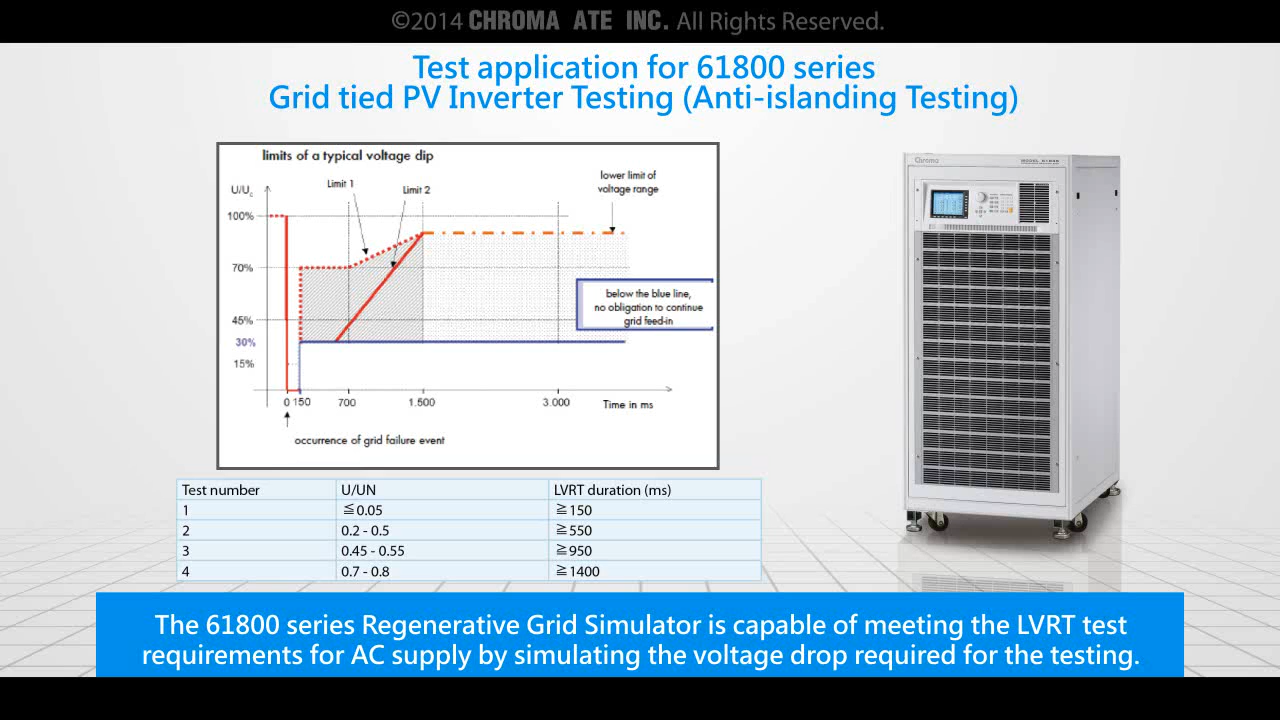 ©2014 CHROMA ATE INC. All Rights Reserved.
Test application for 61800 series
Grid tied PV Inverter Testing (Anti-islanding Testing)
limits of a typical voltage dip
U/Uc
Limit 1
Limit 2
lower limit of
voltage range
100%
70%
45%
30%
15%
below the blue line,
no obligation to continue
grid feed-in
0 150 700 1.500 3.000 Time in ms
occurrence of grid failure event
Chroma
Test number U/UN LVRT duration (ms)
1 ≦0.05 ≧150
2 0.2 - 0.5 ≧550
3 0.45 - 0.55 ≧950
4 0.7 - 0.8 ≧1400
The 61800 series Regenerative Grid Simulator is capable of meeting the LVRT test
requirements for AC supply by simulating the voltage drop required for the testing.